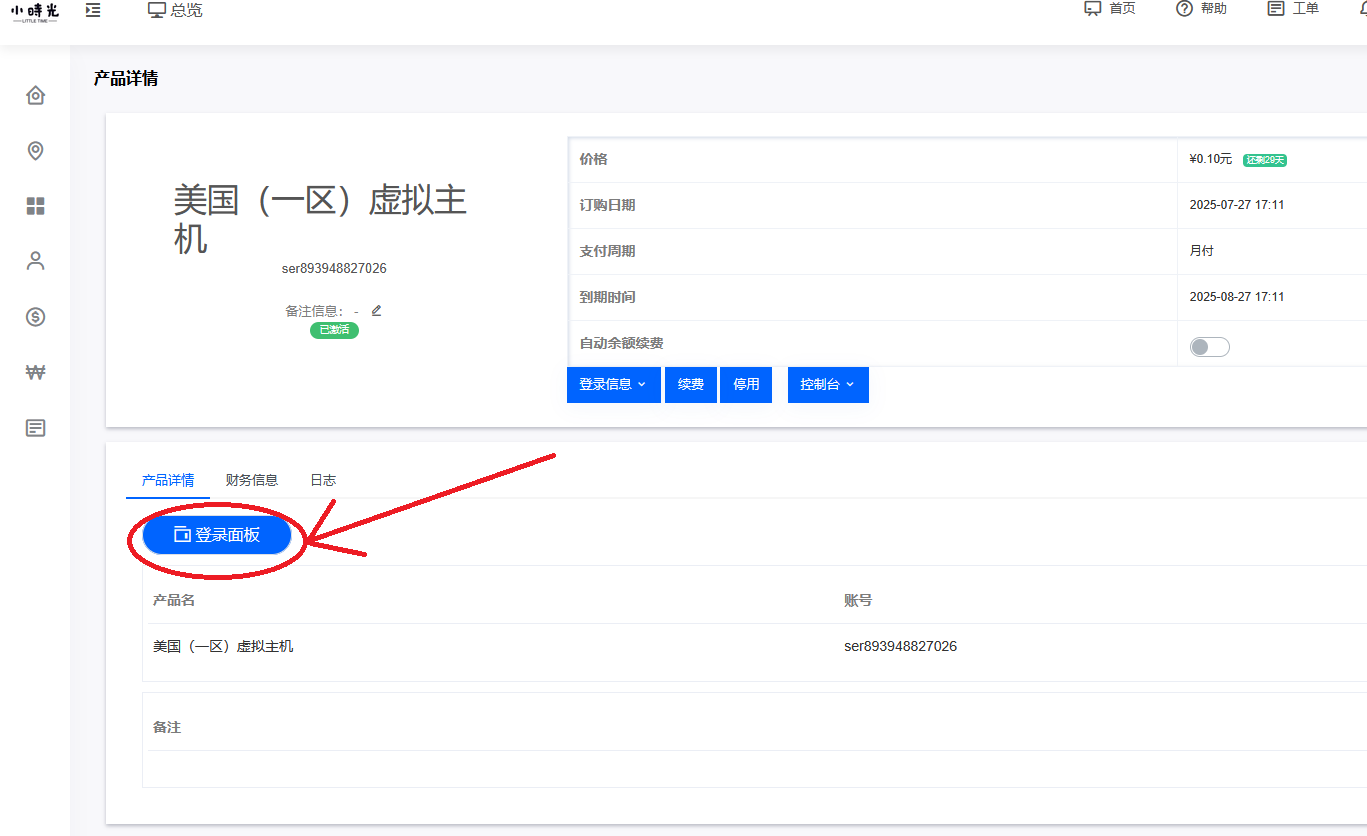 小時光
LITTLE TIME
总览
首页
帮助
工单
产品详情
美国（一区）虚拟主
机
ser893948827026
备注信息： -
已激活
价格
¥0.10元 还剩29天
订购日期
2025-07-27 17:11
支付周期
月付
到期时间
2025-08-27 17:11
自动余额续费
登录信息
续费
停用
控制台
产品详情
财务信息
日志
登录面板
产品名
账号
美国（一区）虚拟主机
ser893948827026
备注